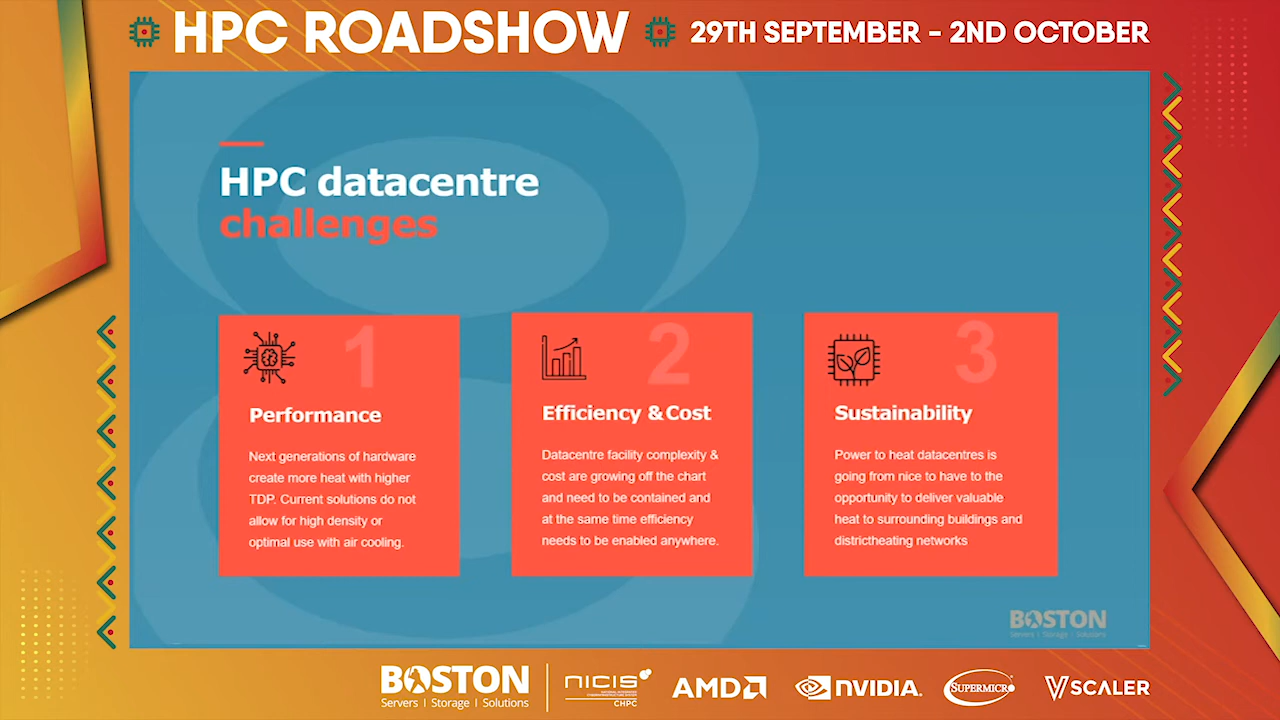 HPC ROADSHOW
29TH SEPTEMBER – 2ND OCTOBER
HPC datacentre
challenges
1
Performance
Next generations of hardware
create more heat with higher
TDP. Current solutions do not
allow for high density or
optimal use with air cooling.
2
Efficiency & Cost
Datacentre facility complexity &
cost are growing off the chart
and need to be contained and
at the same time efficiency
needs to be enabled anywhere.
3
Sustainability
Power to heat datacentres is
going from nice to have to the
opportunity to deliver valuable
heat to surrounding buildings and
districtheating networks
BOSTON
Servers | Storage | Solutions
BOSTON
Servers | Storage | Solutions
NICIS
CHPC
AMD
NVIDIA.
SUPERMICRO
VSCALER